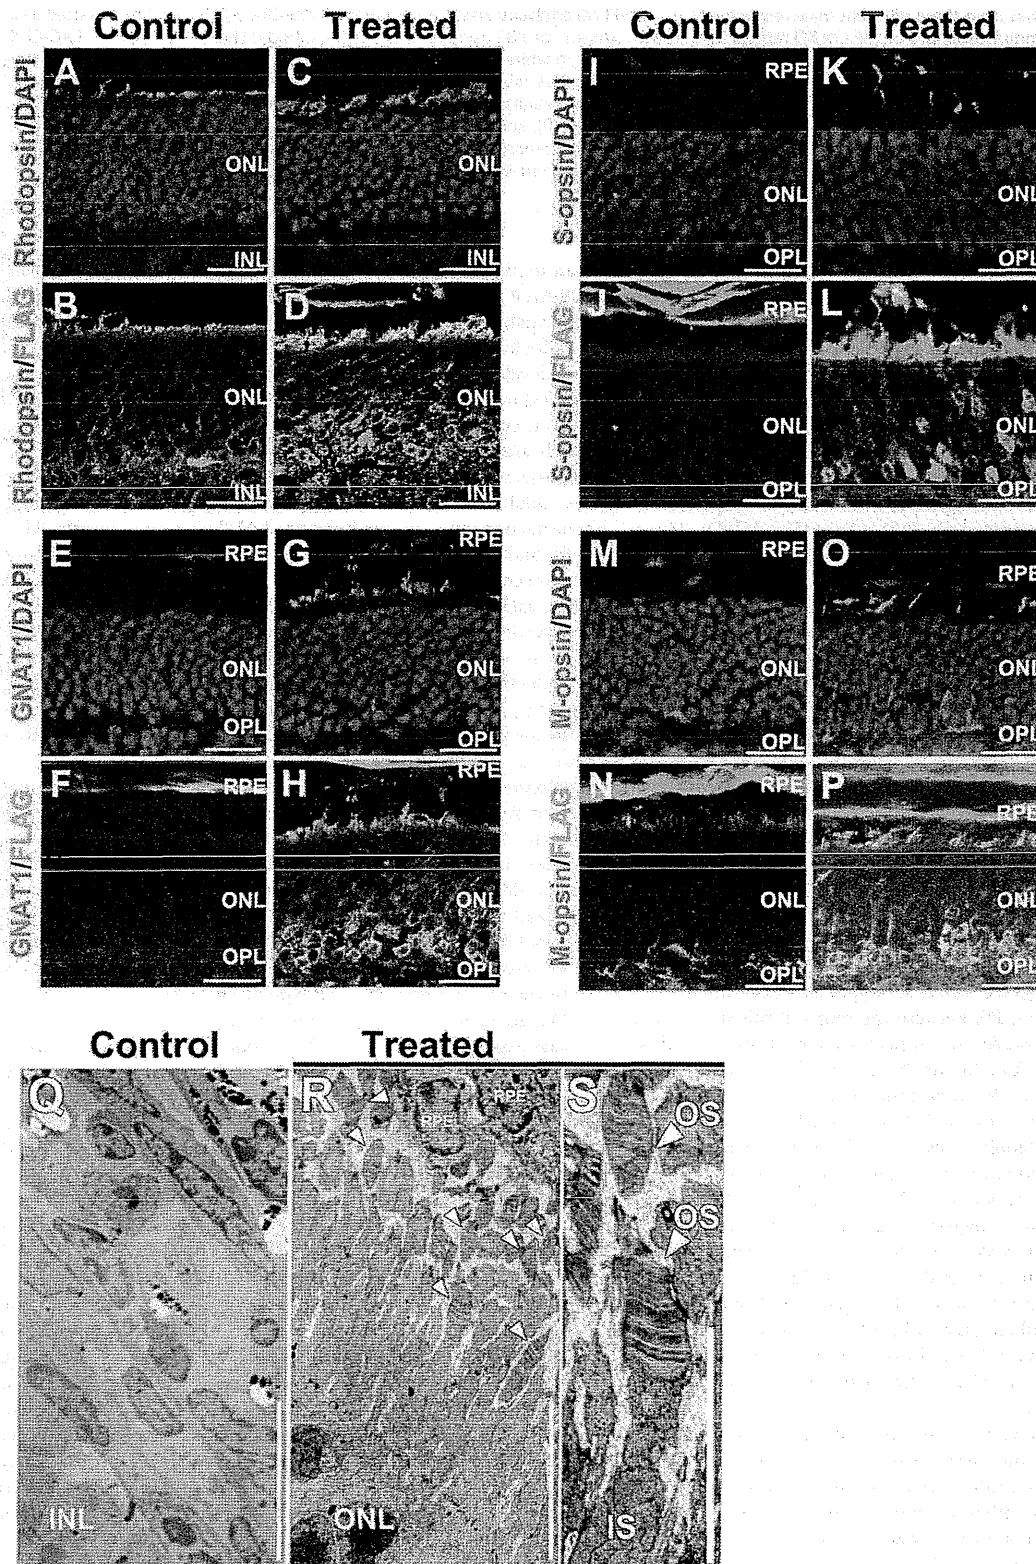 Control Treated Control Treated
Rhodopsin/DAPI
A
ONL
INL
C
ONL
INL
S-opsin/DAPI
I
RPE
ONL
OPL
K
ONL
OPL
Rhodopsin/FLAG
B
ONL
INL
D
ONL
INL
S-opsin/FLAG
J
RPE
ONL
OPL
L
ONL
OPL
GNAT1/DAPI
E
RPE
ONL
OPL
G
RPE
ONL
OPL
M-opsin/DAPI
M
RPE
ONL
OPL
O
RPE
ONL
OPL
GNAT1/FLAG
F
RPE
ONL
OPL
H
RPE
ONL
OPL
M-opsin/FLAG
N
RPE
ONL
OPL
P
RPE
ONL
OPL
Control Treated
Q
INL
R
RPE
RPE
ONL
S
OS
OS
IS